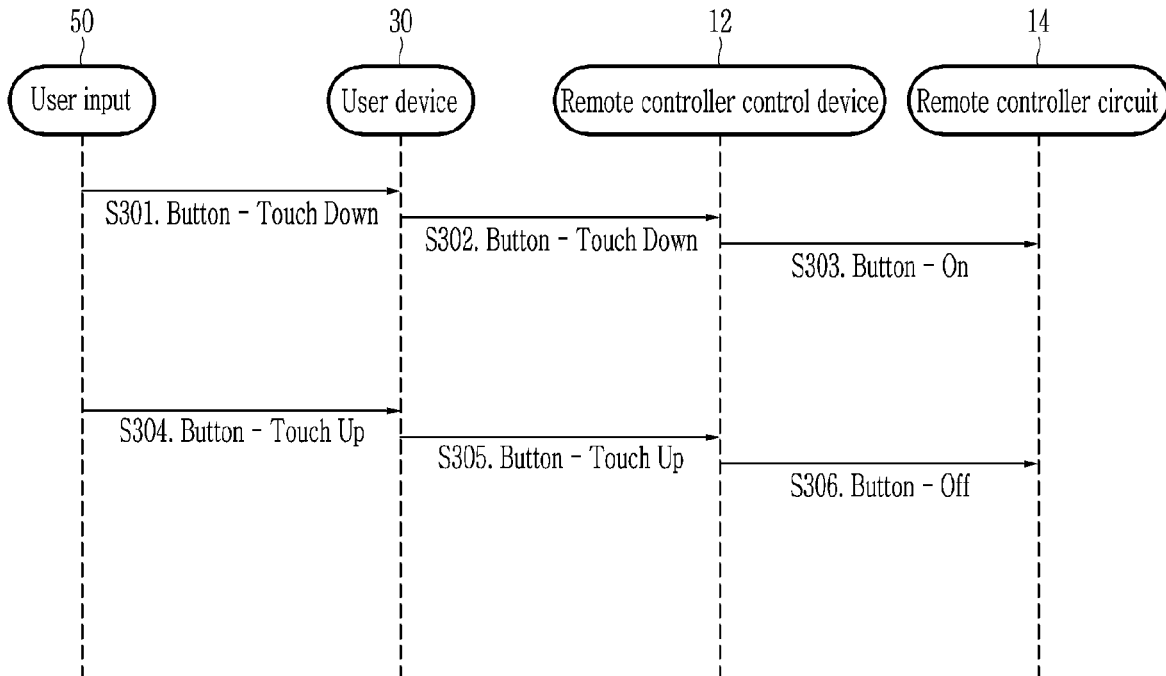 50
30
12
14
User input
User device
Remote controller control device
Remote controller circuit
S301. Button - Touch Down
S302. Button - Touch Down
S303. Button - On
S304. Button - Touch Up
S305. Button - Touch Up
S306. Button - Off